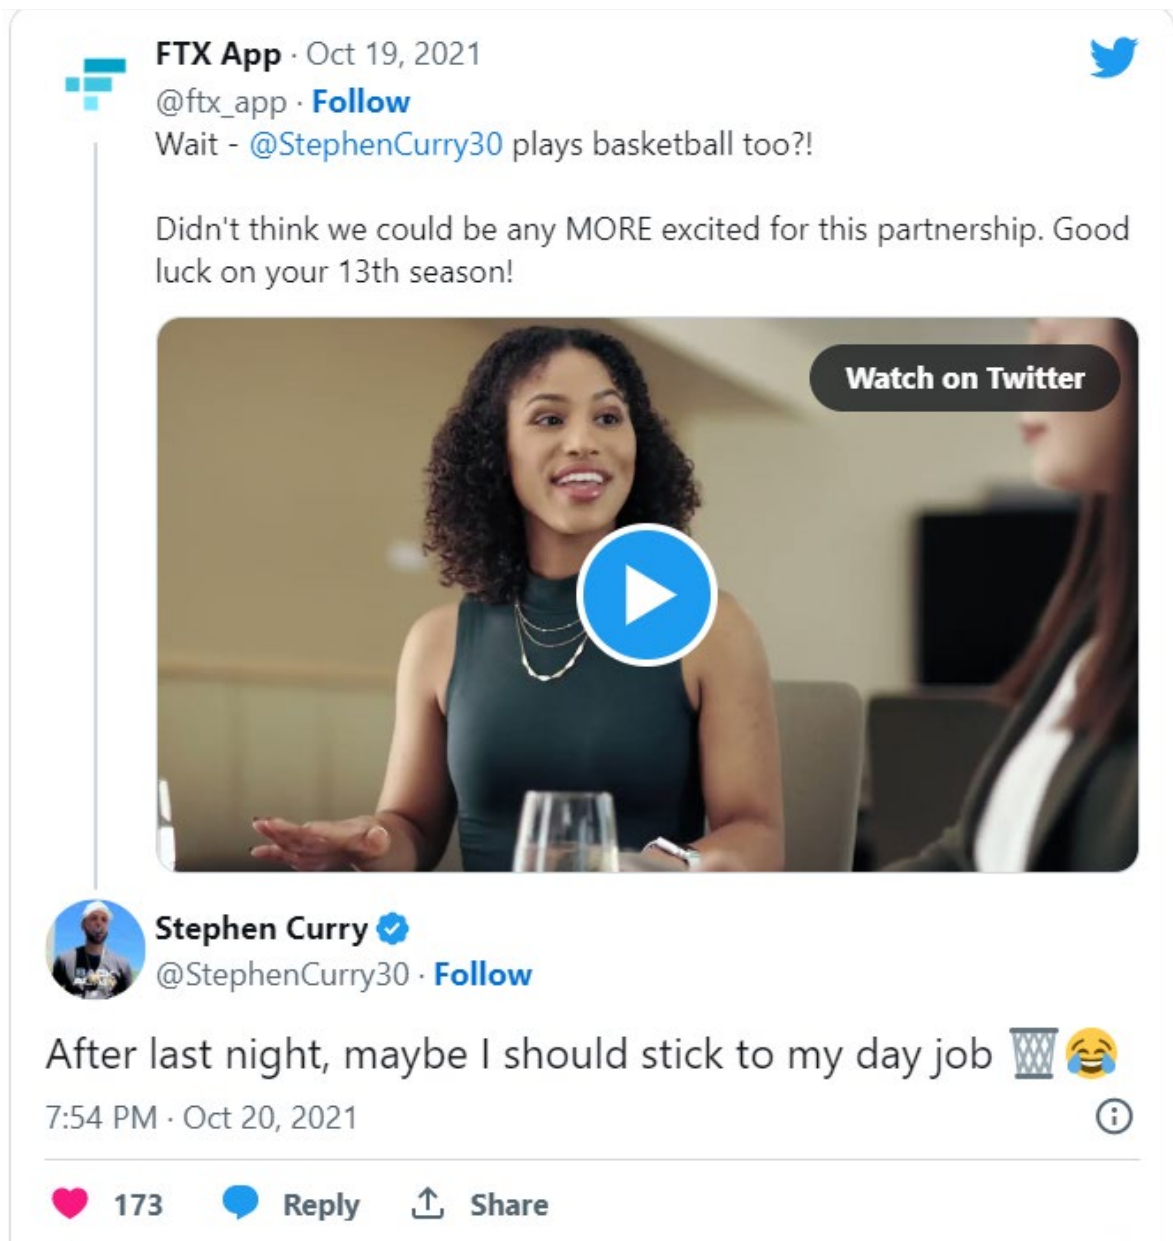 FTX App · Oct 19, 2021
@ftx_app · Follow
Wait - @StephenCurry30 plays basketball too?!
Didn't think we could be any MORE excited for this partnership. Good
luck on your 13th season!
Watch on Twitter
Stephen Curry
@StephenCurry30 · Follow
After last night, maybe I should stick to my day job 🗑️😂
7:54 PM · Oct 20, 2021
173 Reply Share